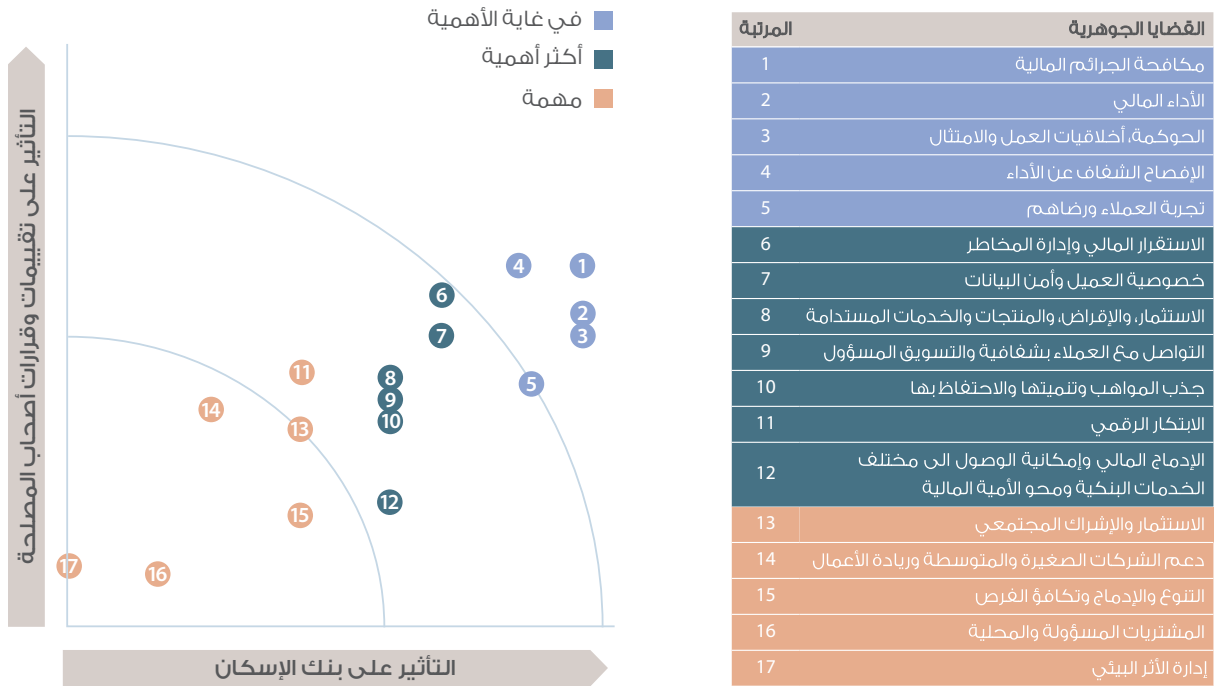 في غاية الأهمية
أكثر أهمية
مهمة
التأثير على تقييمات وقرارات أصحاب المصلحة
4 1
6
2
7 3
11
8 5
14 9
13 10
12
15
17 16
التأثير على بنك الإسكان
القضايا الجوهرية المرتبة
مكافحة الجرائم المالية 1
الأداء المالي 2
الحوكمة، أخلاقيات العمل والامتثال 3
الإفصاح الشفاف عن الأداء 4
تجربة العملاء ورضاهم 5
الاستقرار المالي وإدارة المخاطر 6
خصوصية العميل وأمن البيانات 7
الاستثمار، والإقراض، والمنتجات والخدمات المستدامة 8
التواصل مع العملاء بشفافية والتسويق المسؤول 9
جذب المواهب وتنميتها والاحتفاظ بها 10
الابتكار الرقمي 11
الإدماج المالي وإمكانية الوصول الى مختلف
الخدمات البنكية ومحو الأمية المالية 12
الاستثمار والإشراك المجتمعي 13
دعم الشركات الصغيرة والمتوسطة وريادة الأعمال 14
التنوع والإدماج وتكافؤ الفرص 15
المشتريات المسؤولة والمحلية 16
إدارة الأثر البيئي 17